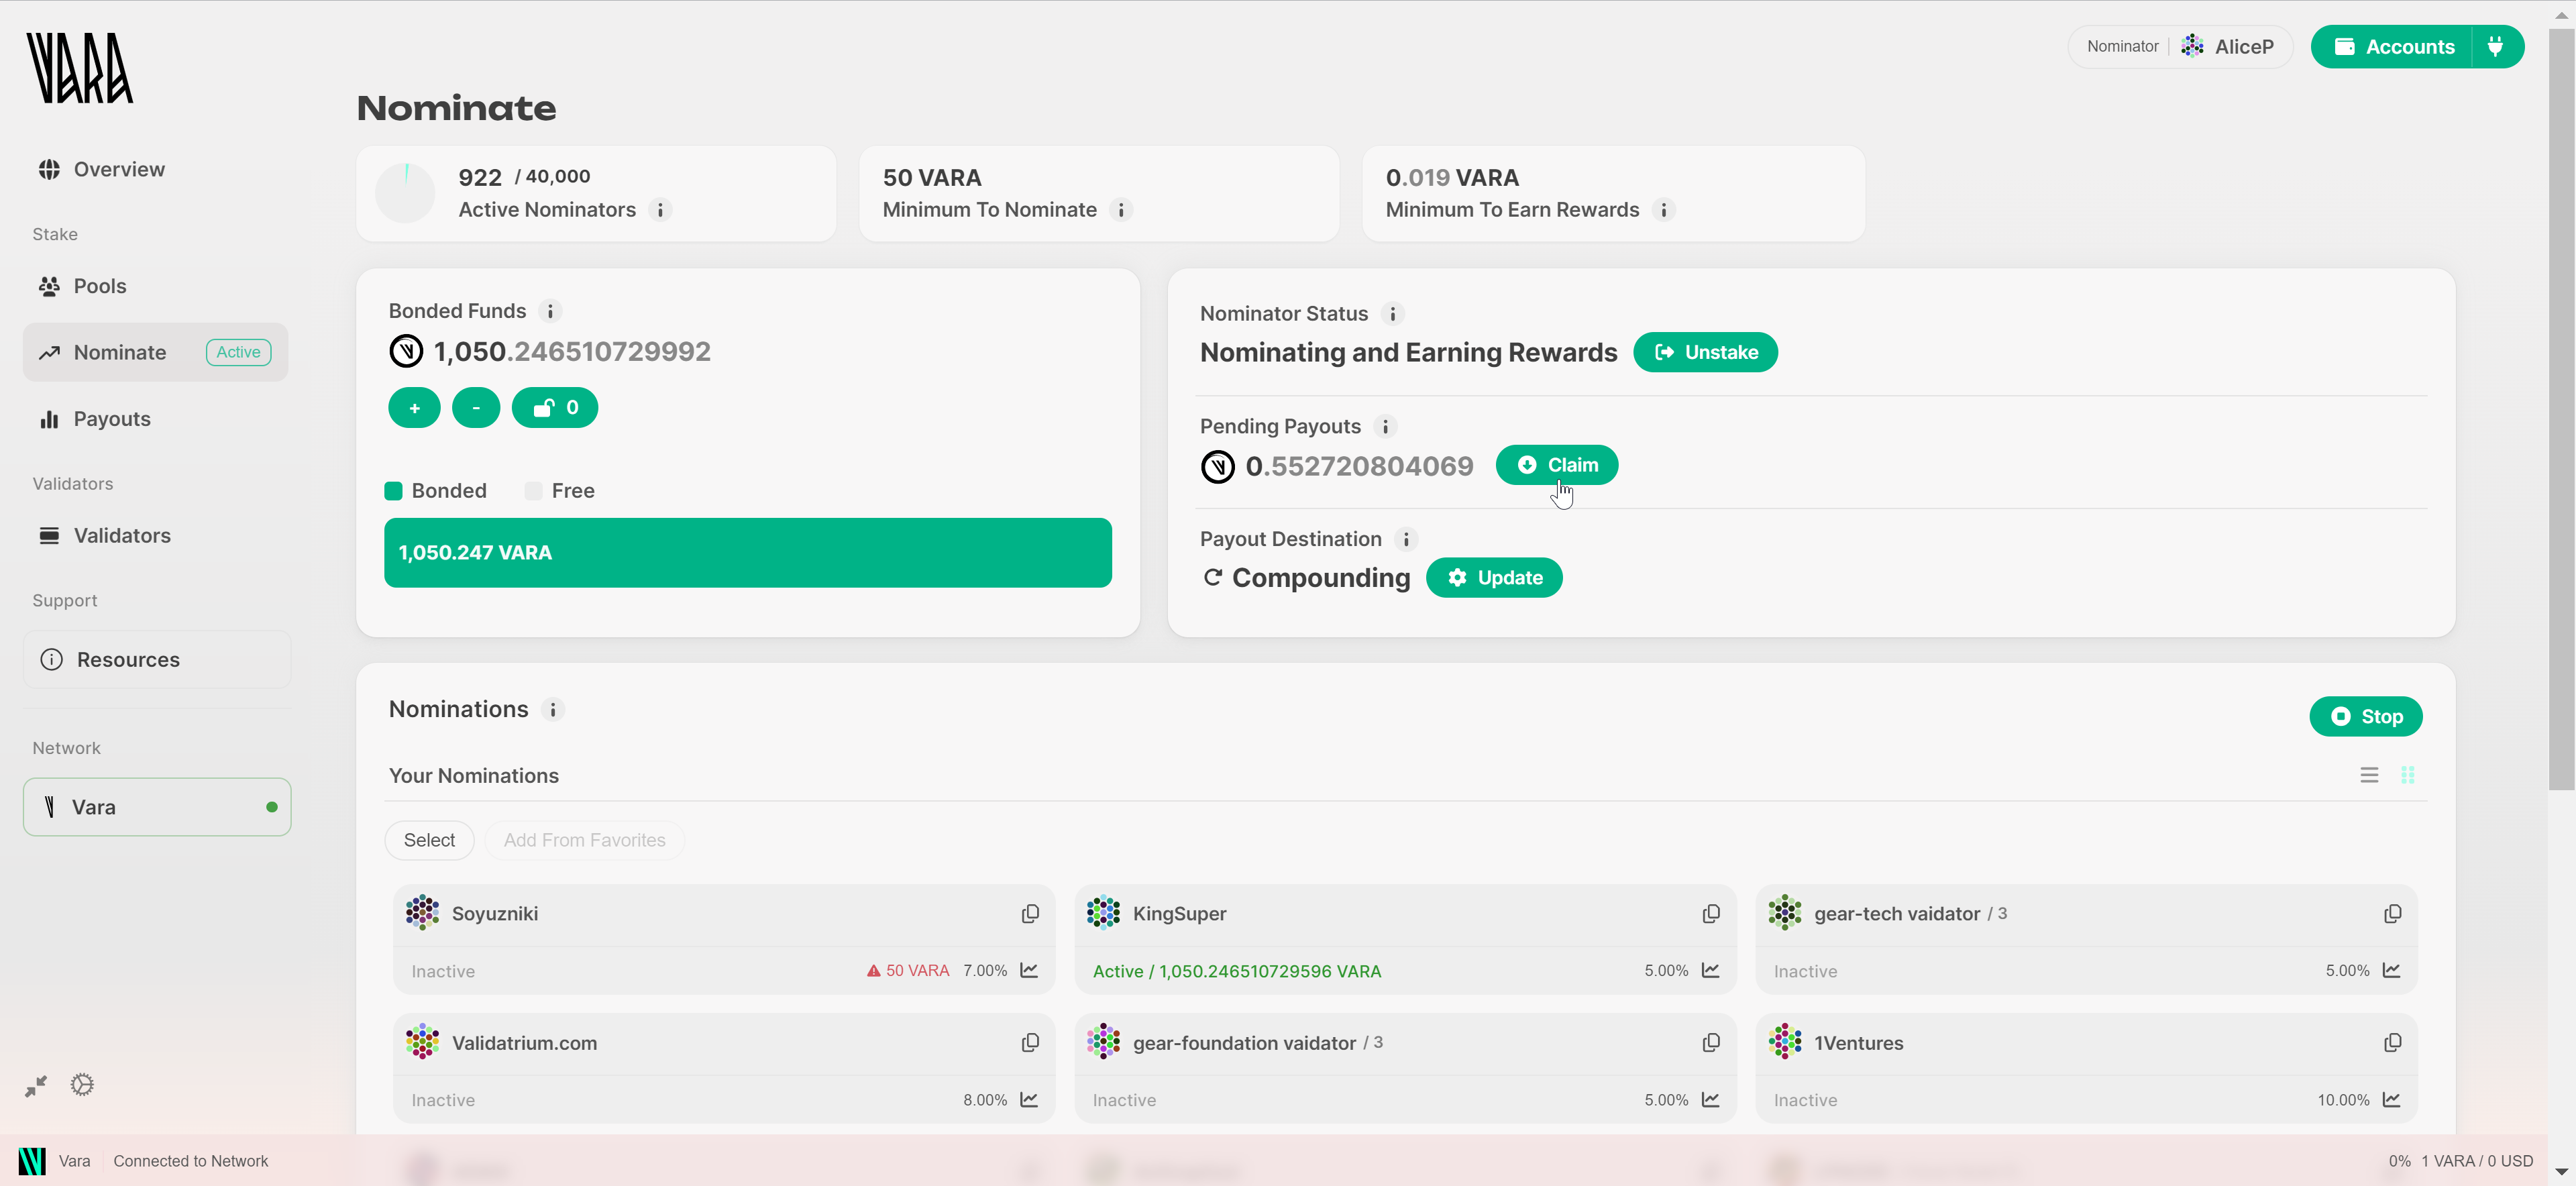 VARA
Nominator AliceP Accounts
Nominate
Overview
Stake
Pools
Nominate Active
Payouts
Validators
Validators
Support
Resources
Network
Vara
922 / 40,000
Active Nominators
50 VARA
Minimum To Nominate
0.019 VARA
Minimum To Earn Rewards
Bonded Funds
1,050.246510729992
+ - 0
Bonded Free
1,050.247 VARA
Nominator Status
Nominating and Earning Rewards Unstake
Pending Payouts
0.552720804069 Claim
Payout Destination
Compounding Update
Nominations
Stop
Your Nominations
Select Add From Favorites
Soyuzniki
Inactive 50 VARA 7.00%
KingSuper
Active / 1,050.246510729596 VARA 5.00%
gear-tech vaidator / 3
Inactive 5.00%
Validatrium.com
Inactive 8.00%
gear-foundation vaidator / 3
Inactive 5.00%
1Ventures
Inactive 10.00%
Vara Connected to Network 0% 1 VARA / 0 USD